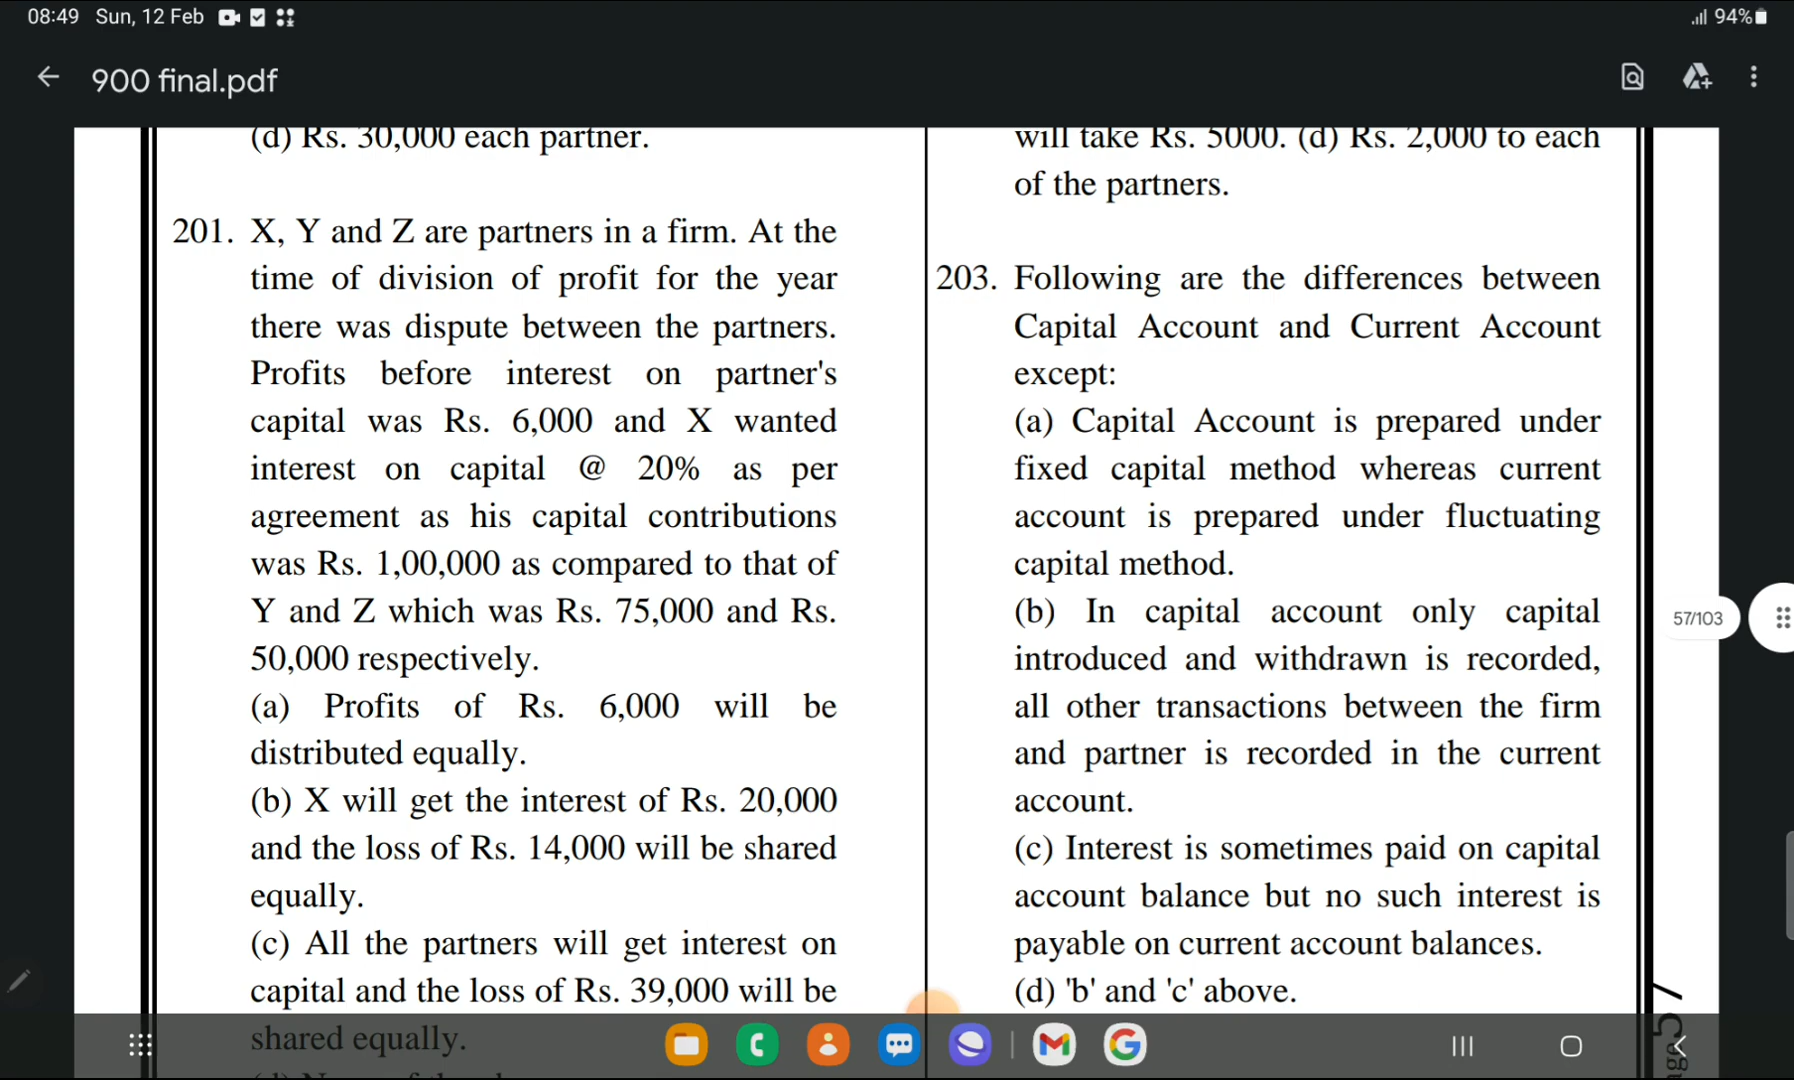 08:49 Sun, 12 Feb
94%
900 final.pdf
(d) Rs. 30,000 each partner.
201. X, Y and Z are partners in a firm. At the
time of division of profit for the year
there was dispute between the partners.
Profits before interest on partner's
capital was Rs. 6,000 and X wanted
interest on capital @ 20% as per
agreement as his capital contributions
was Rs. 1,00,000 as compared to that of
Y and Z which was Rs. 75,000 and Rs.
50,000 respectively.
(a) Profits of Rs. 6,000 will be
distributed equally.
(b) X will get the interest of Rs. 20,000
and the loss of Rs. 14,000 will be shared
equally.
(c) All the partners will get interest on
capital and the loss of Rs. 39,000 will be
shared equally.
will take Rs. 5000. (d) Rs. 2,000 to each
of the partners.
203. Following are the differences between
Capital Account and Current Account
except:
(a) Capital Account is prepared under
fixed capital method whereas current
account is prepared under fluctuating
capital method.
(b) In capital account only capital
introduced and withdrawn is recorded,
all other transactions between the firm
and partner is recorded in the current
account.
(c) Interest is sometimes paid on capital
account balance but no such interest is
payable on current account balances.
(d) 'b' and 'c' above.
57/103